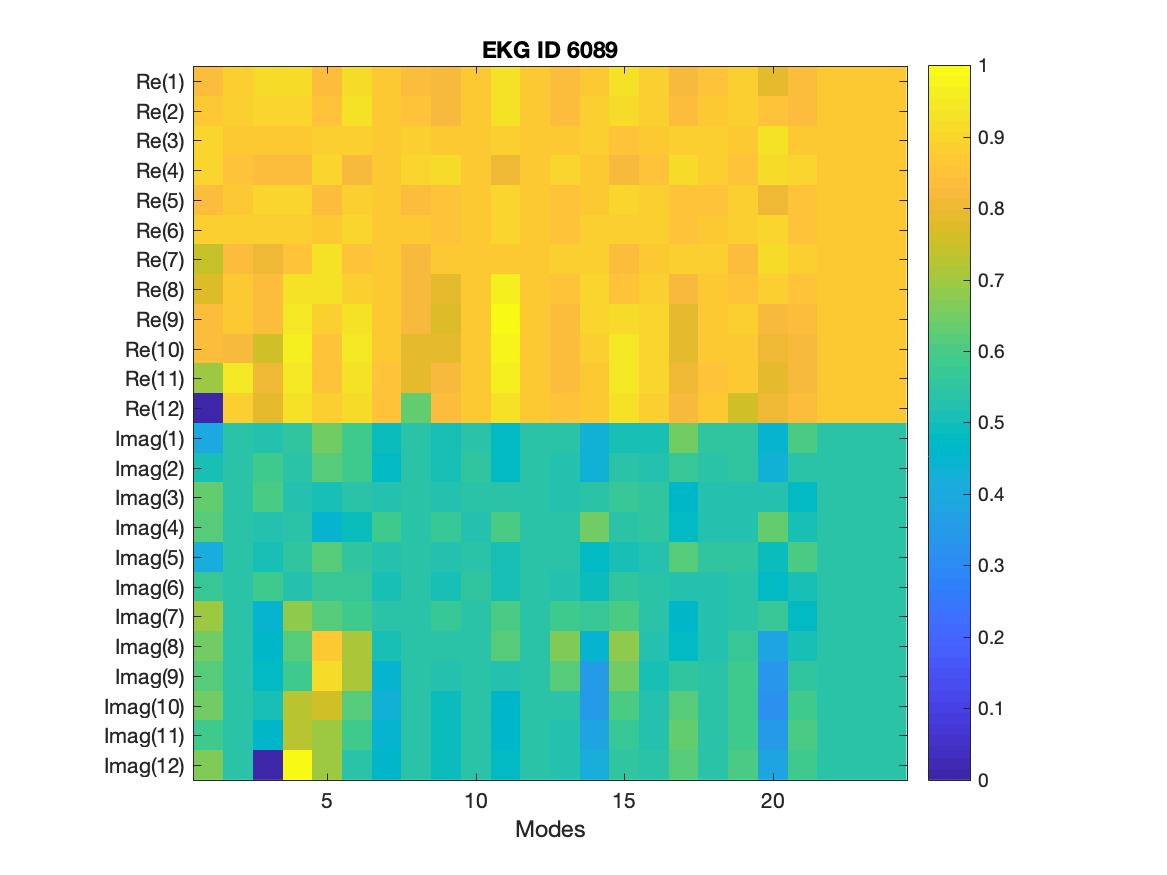 EKG ID 6089
Re(1)
Re(2)
Re(3)
Re(4)
Re(5)
Re(6)
Re(7)
Re(8)
Re(9)
Re(10)
Re(11)
Re(12)
Imag(1)
Imag(2)
Imag(3)
Imag(4)
Imag(5)
Imag(6)
Imag(7)
Imag(8)
Imag(9)
Imag(10)
Imag(11)
Imag(12)
5 10 15 20
Modes
1
0.9
0.8
0.7
0.6
0.5
0.4
0.3
0.2
0.1
0